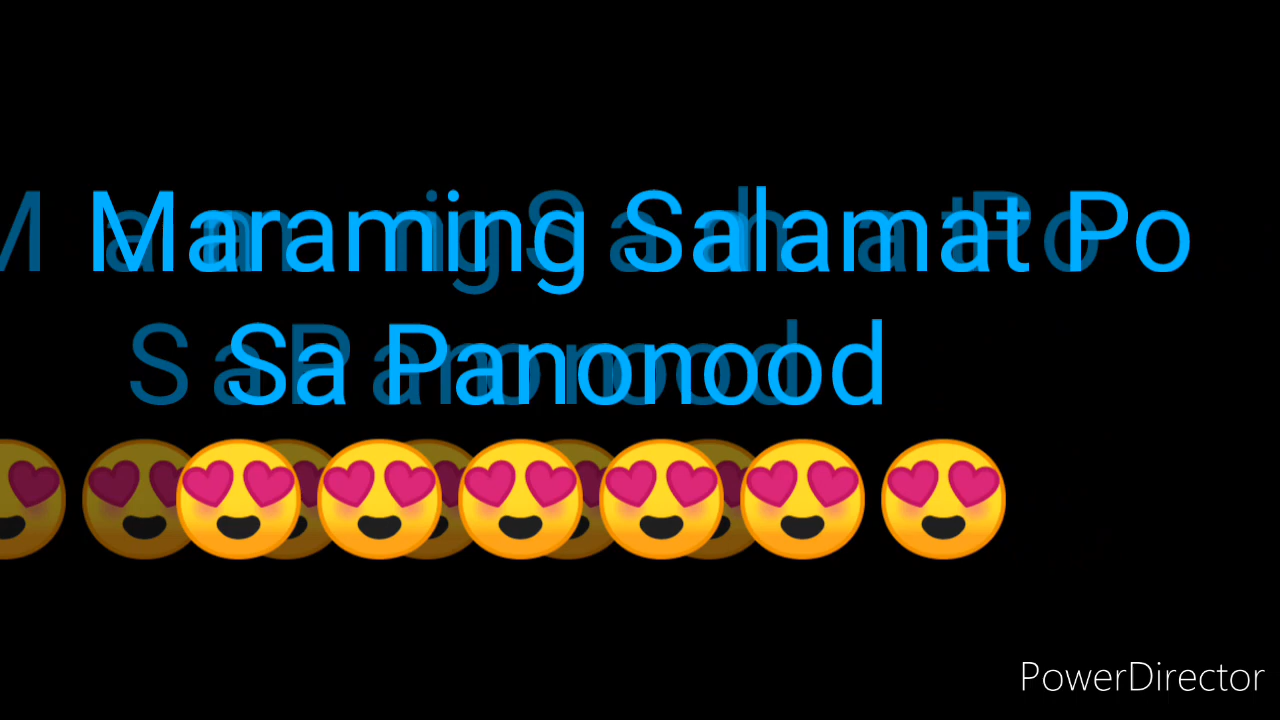 Maraming Salamat Po
Sa Panonood
😍😍😍😍😍😍
PowerDirector